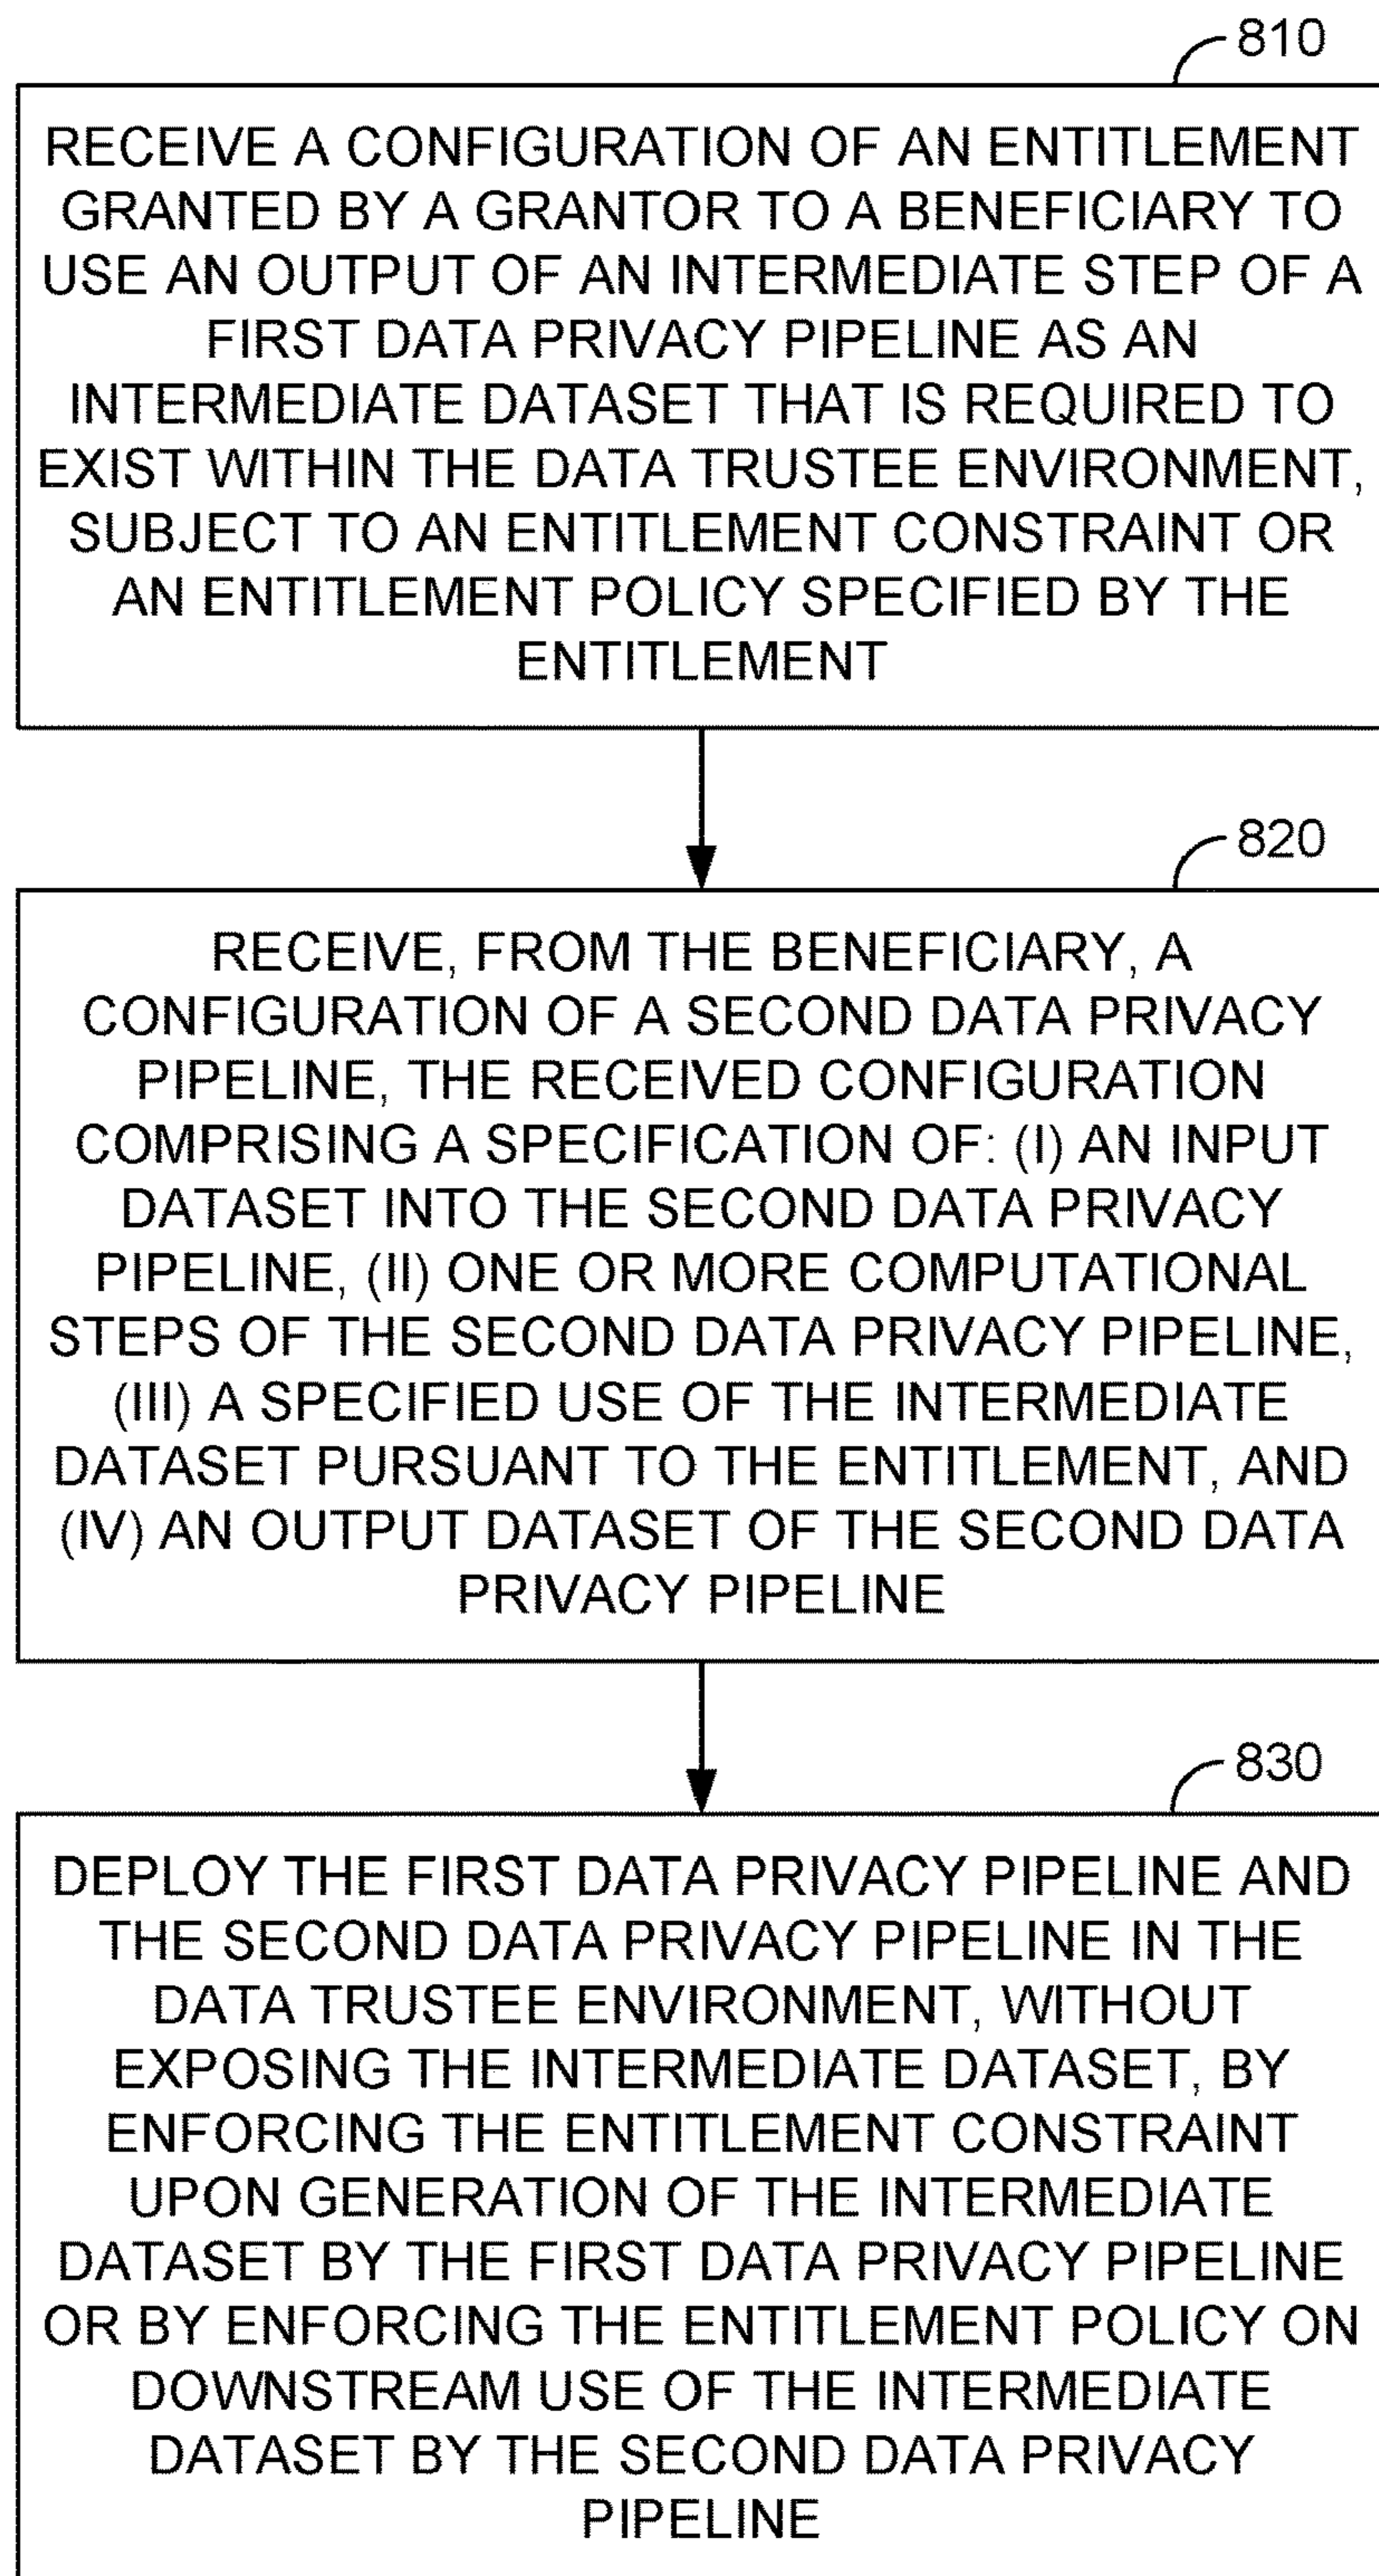 810
RECEIVE A CONFIGURATION OF AN ENTITLEMENT
GRANTED BY A GRANTOR TO A BENEFICIARY TO
USE AN OUTPUT OF AN INTERMEDIATE STEP OF A
FIRST DATA PRIVACY PIPELINE AS AN
INTERMEDIATE DATASET THAT IS REQUIRED TO
EXIST WITHIN THE DATA TRUSTEE ENVIRONMENT,
SUBJECT TO AN ENTITLEMENT CONSTRAINT OR
AN ENTITLEMENT POLICY SPECIFIED BY THE
ENTITLEMENT
820
RECEIVE, FROM THE BENEFICIARY, A
CONFIGURATION OF A SECOND DATA PRIVACY
PIPELINE, THE RECEIVED CONFIGURATION
COMPRISING A SPECIFICATION OF: (I) AN INPUT
DATASET INTO THE SECOND DATA PRIVACY
PIPELINE, (II) ONE OR MORE COMPUTATIONAL
STEPS OF THE SECOND DATA PRIVACY PIPELINE,
(III) A SPECIFIED USE OF THE INTERMEDIATE
DATASET PURSUANT TO THE ENTITLEMENT, AND
(IV) AN OUTPUT DATASET OF THE SECOND DATA
PRIVACY PIPELINE
830
DEPLOY THE FIRST DATA PRIVACY PIPELINE AND
THE SECOND DATA PRIVACY PIPELINE IN THE
DATA TRUSTEE ENVIRONMENT, WITHOUT
EXPOSING THE INTERMEDIATE DATASET, BY
ENFORCING THE ENTITLEMENT CONSTRAINT
UPON GENERATION OF THE INTERMEDIATE
DATASET BY THE FIRST DATA PRIVACY PIPELINE
OR BY ENFORCING THE ENTITLEMENT POLICY ON
DOWNSTREAM USE OF THE INTERMEDIATE
DATASET BY THE SECOND DATA PRIVACY
PIPELINE